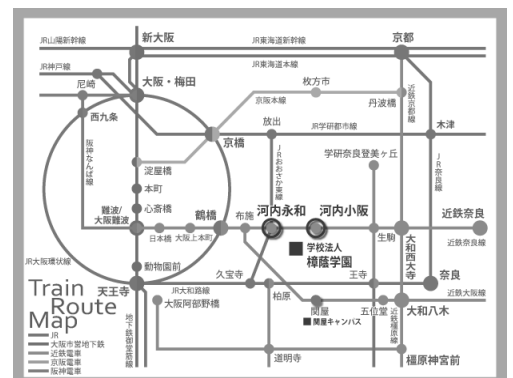 新大阪
京都
JR山陽新幹線
JR東海道新幹線
JR東海道本線
JR神戸線
尼崎
大阪・梅田
枚方市
京阪本線
丹波橋
近鉄京都線
西九条
京橋
放出
JR学研都市線
木津
阪神なんば線
淀屋橋
JRおおさか東線
学研奈良登美ヶ丘
JR奈良線
本町
心斎橋
難波/
大阪難波
鶴橋
布施
河内永和
河内小阪
近鉄奈良
日本橋
大阪上本町
生駒
大和西大寺
近鉄奈良線
学校法人
樟蔭学園
JR大阪環状線
動物園前
久宝寺
王寺
奈良
天王寺
JR大和路線
柏原
近鉄大阪線
大阪阿部野橋
関屋
五位堂
大和八木
関屋キャンパス
地下鉄御堂筋線
近鉄橿原線
道明寺
橿原神宮前
Train
Route
Map
JR
大阪市営地下鉄
近鉄電車
京阪電車
阪神電車